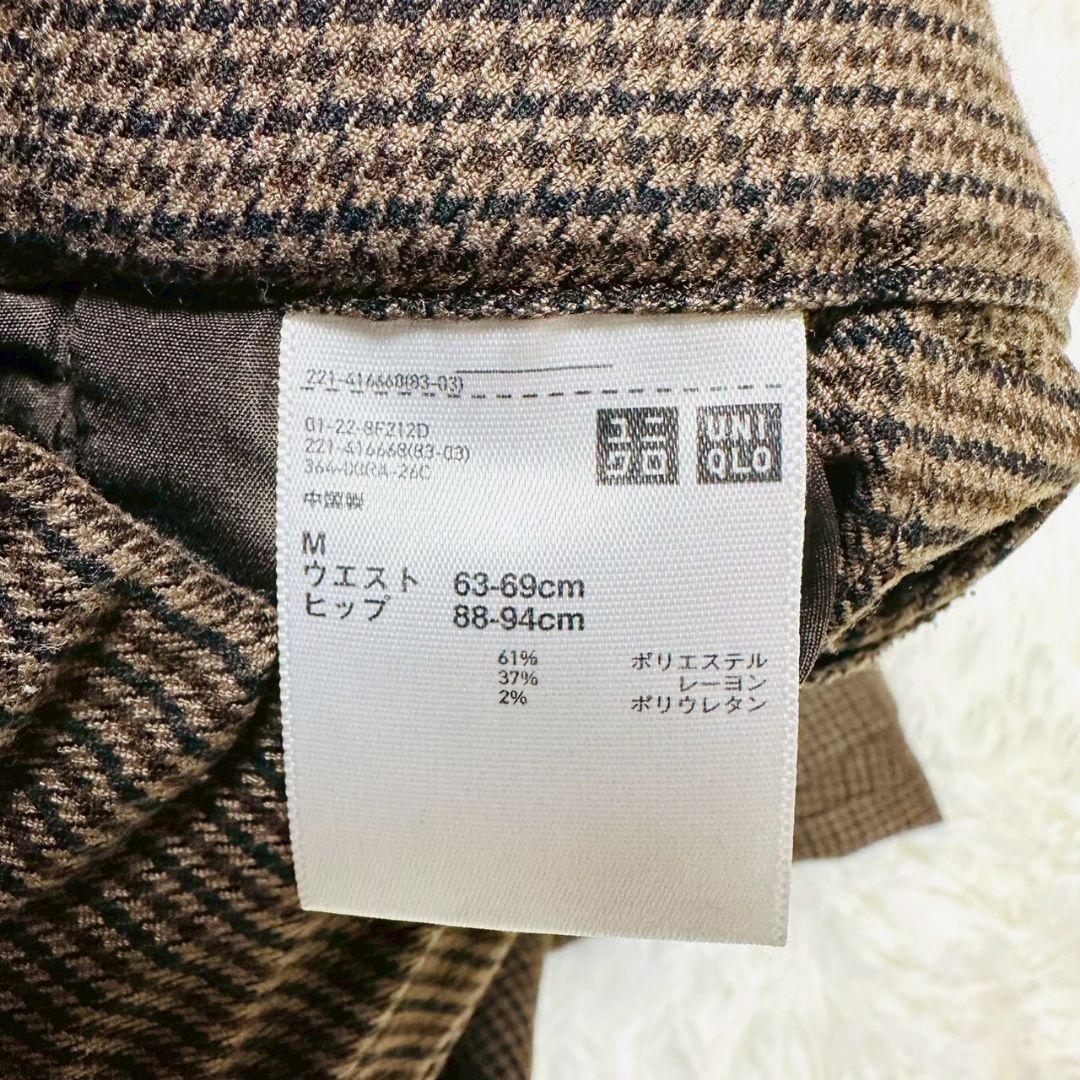 221-416668(83-03)
ユニ
クロ
UNI
QLO
01-22-8F212D
221-416668(83-03)
中国製
M
ウエスト 63-69cm
ヒップ 88-94cm
61% ポリエステル
37% レーヨン
2% ポリウレタン